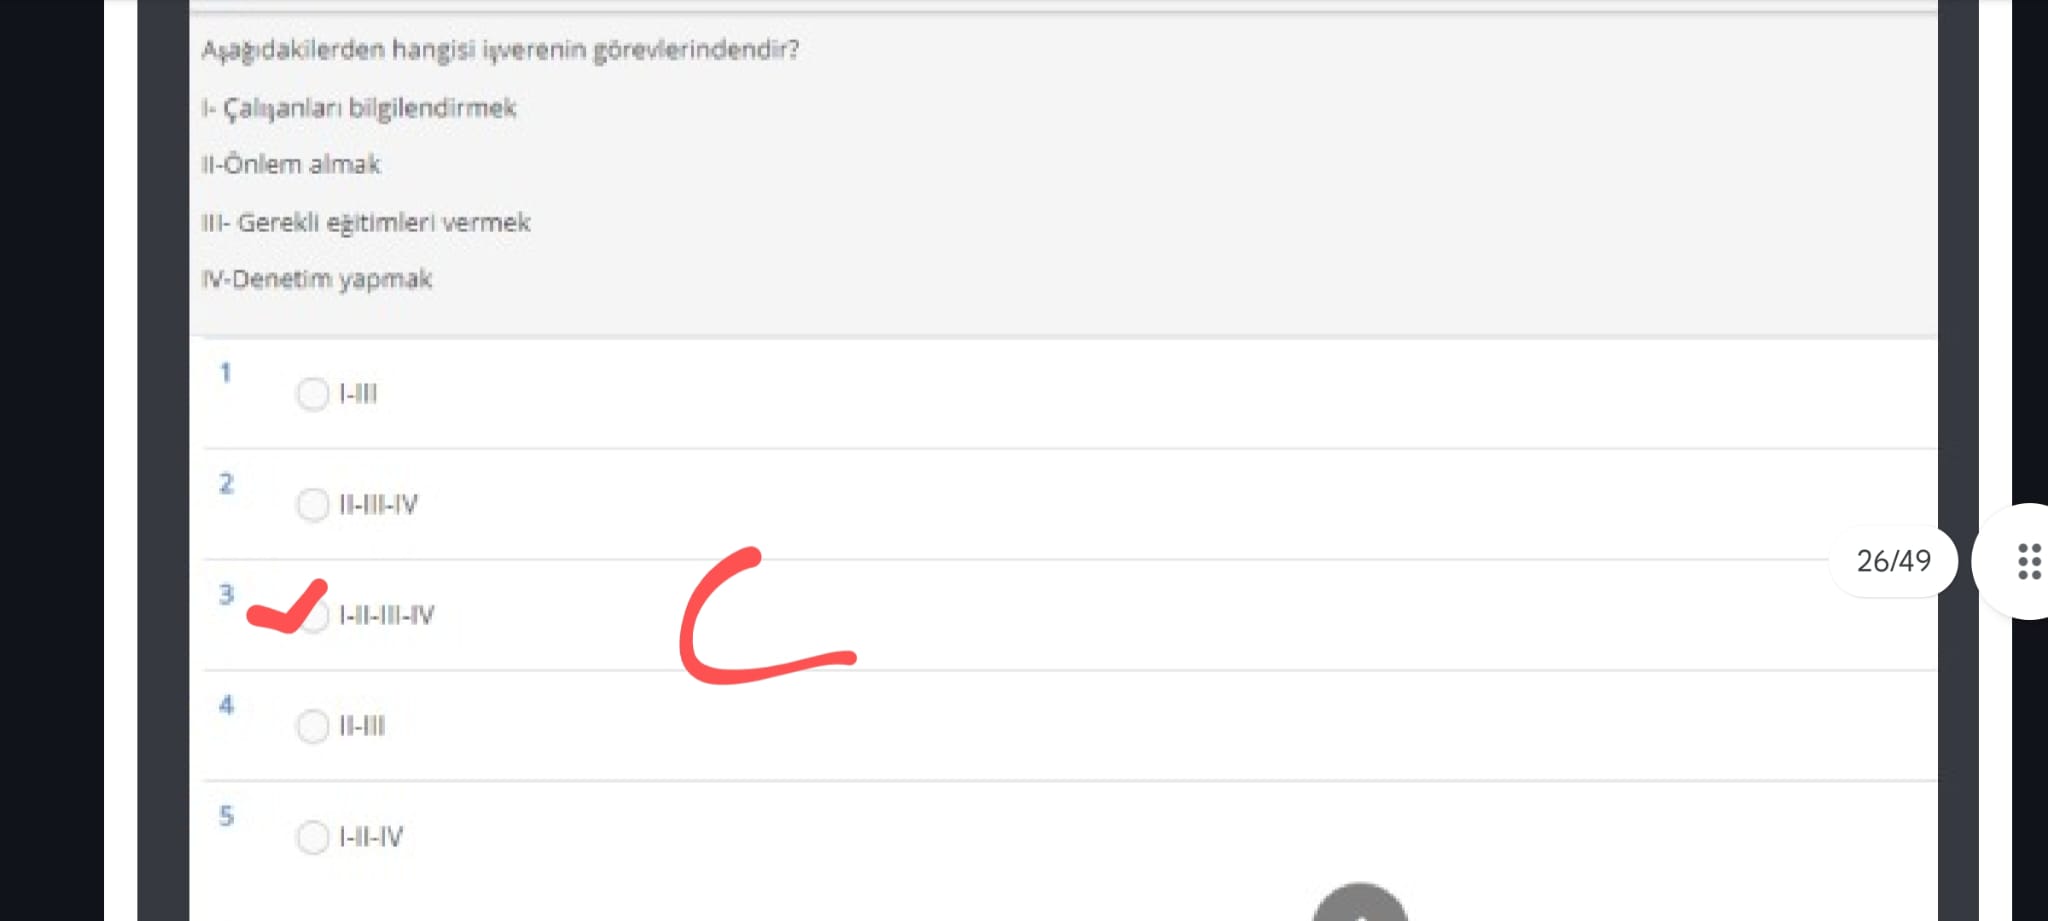 Aşağıdakilerden hangisi işverenin görevlerindendir?
I- Çalışanları bilgilendirmek
II-Önlem almak
III- Gerekli eğitimleri vermek
IV-Denetim yapmak
1
I-III
2
II-III-IV
3
I-II-III-IV
C
4
II-III
5
I-II-IV
26/49